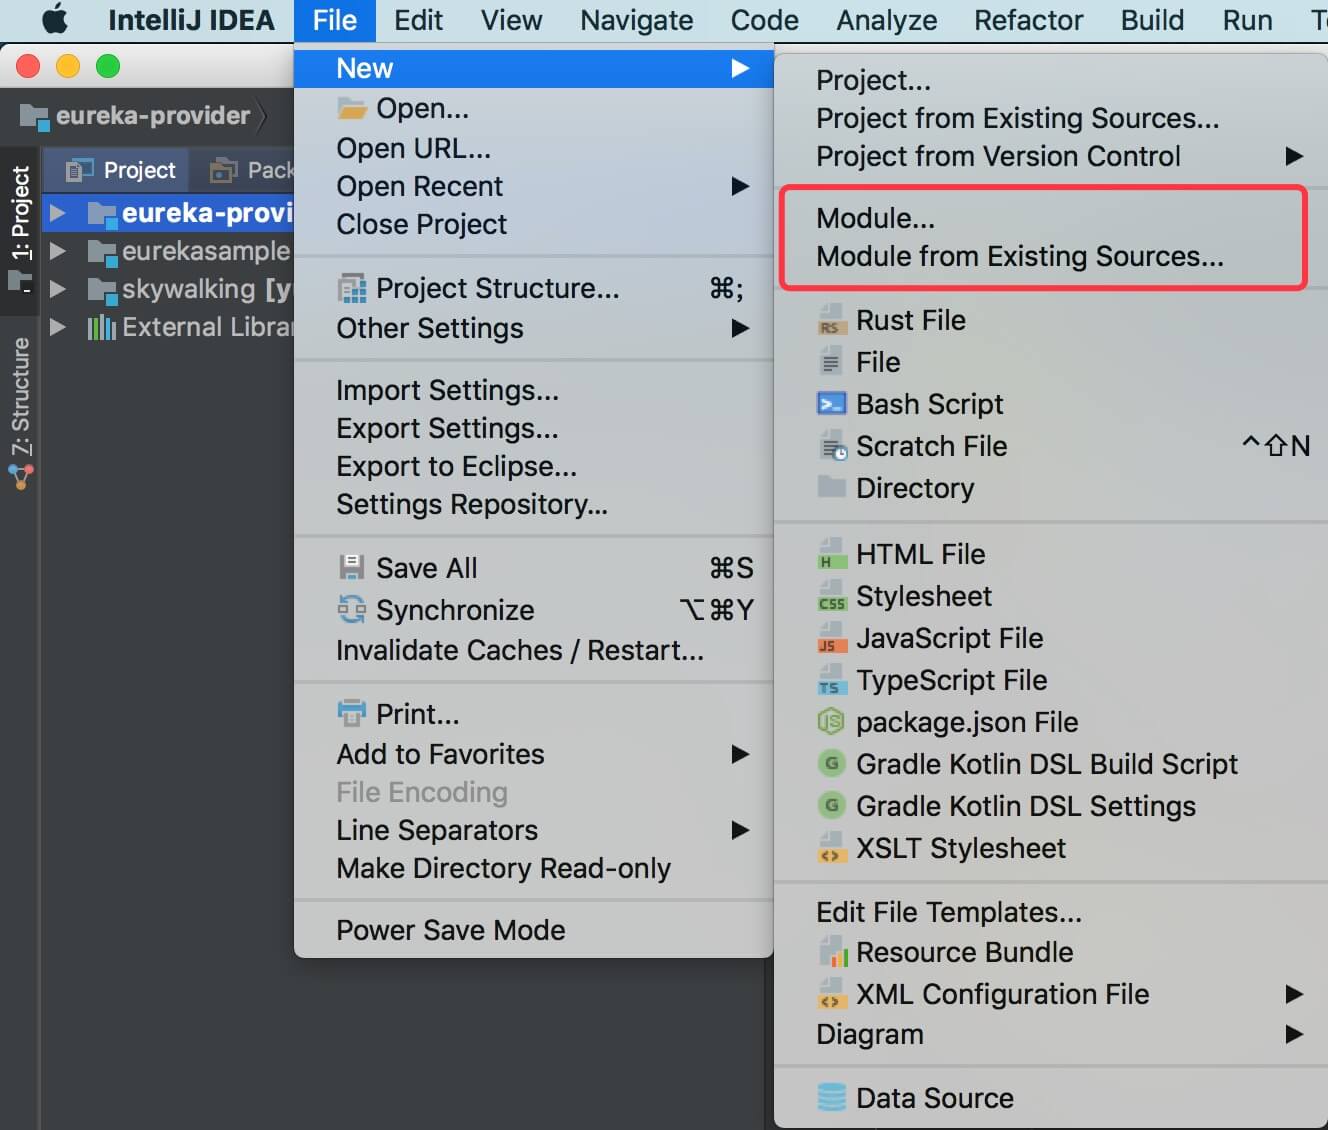 IntelliJ IDEA File Edit View Navigate Code Analyze Refactor Build Run
eureka-provider
1: Project
7: Structure
Project
eureka-provi
eurekasample
skywalking [y
External Librar
New
Open...
Open URL...
Open Recent
Close Project
Project Structure... ⌘;
Other Settings
Import Settings...
Export Settings...
Export to Eclipse...
Settings Repository...
Save All ⌘S
Synchronize ⌥⌘Y
Invalidate Caches / Restart...
Print...
Add to Favorites
File Encoding
Line Separators
Make Directory Read-only
Power Save Mode
Project...
Project from Existing Sources...
Project from Version Control
Module...
Module from Existing Sources...
RS Rust File
File
Bash Script
Scratch File ^⇧N
Directory
H HTML File
CSS Stylesheet
JS JavaScript File
TS TypeScript File
JS package.json File
G Gradle Kotlin DSL Build Script
G Gradle Kotlin DSL Settings
<> XSLT Stylesheet
Edit File Templates...
Resource Bundle
<> XML Configuration File
Diagram
Data Source